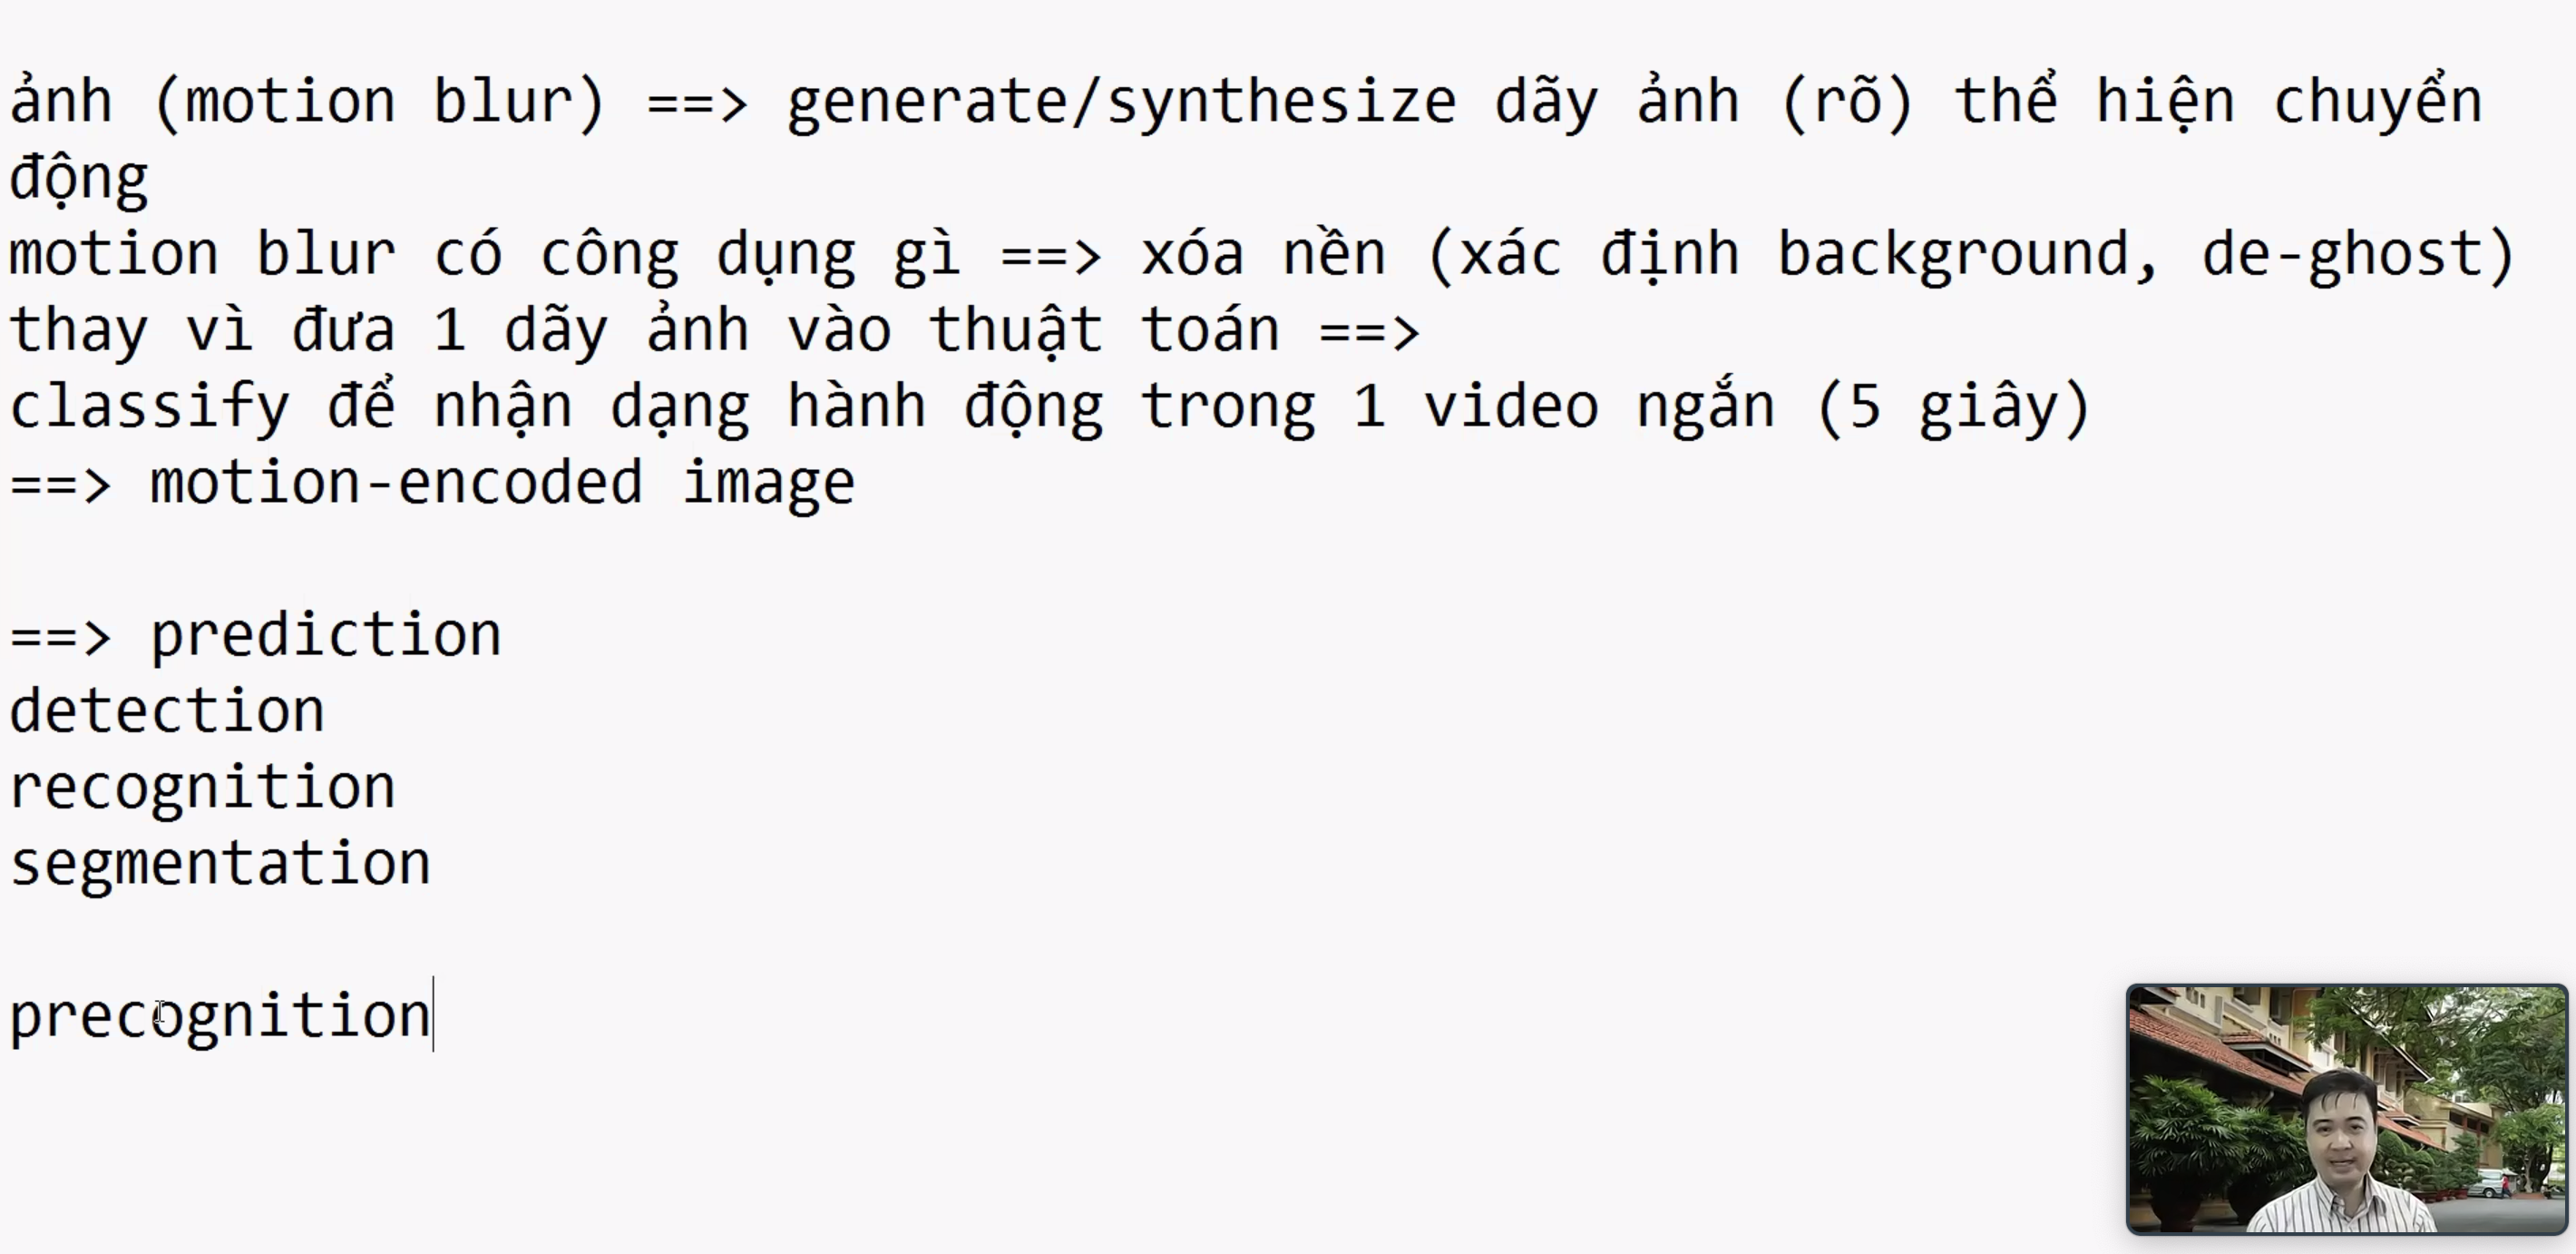 ảnh (motion blur) ==> generate/synthesize dãy ảnh (rõ) thể hiện chuyển
động
motion blur có công dụng gì ==> xóa nền (xác định background, de-ghost)
thay vì đưa 1 dãy ảnh vào thuật toán ==>
classify để nhận dạng hành động trong 1 video ngắn (5 giây)
==> motion-encoded image
==> prediction
detection
recognition
segmentation
precognition